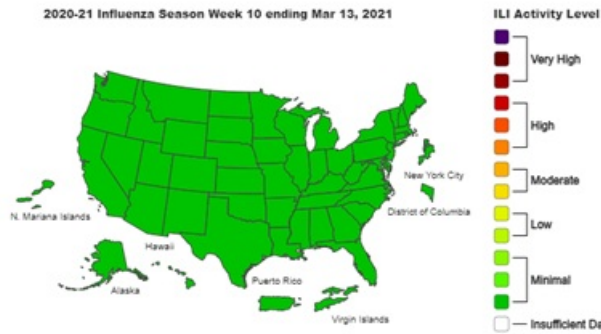 2020-21 Influenza Season Week 10 ending Mar 13, 2021
ILI Activity Level
Very High
High
Moderate
Low
Minimal
Insufficient Da
New York City
District of Columbia
N. Mariana Islands
Hawaii
Alaska
Puerto Rico
Virgin Islands